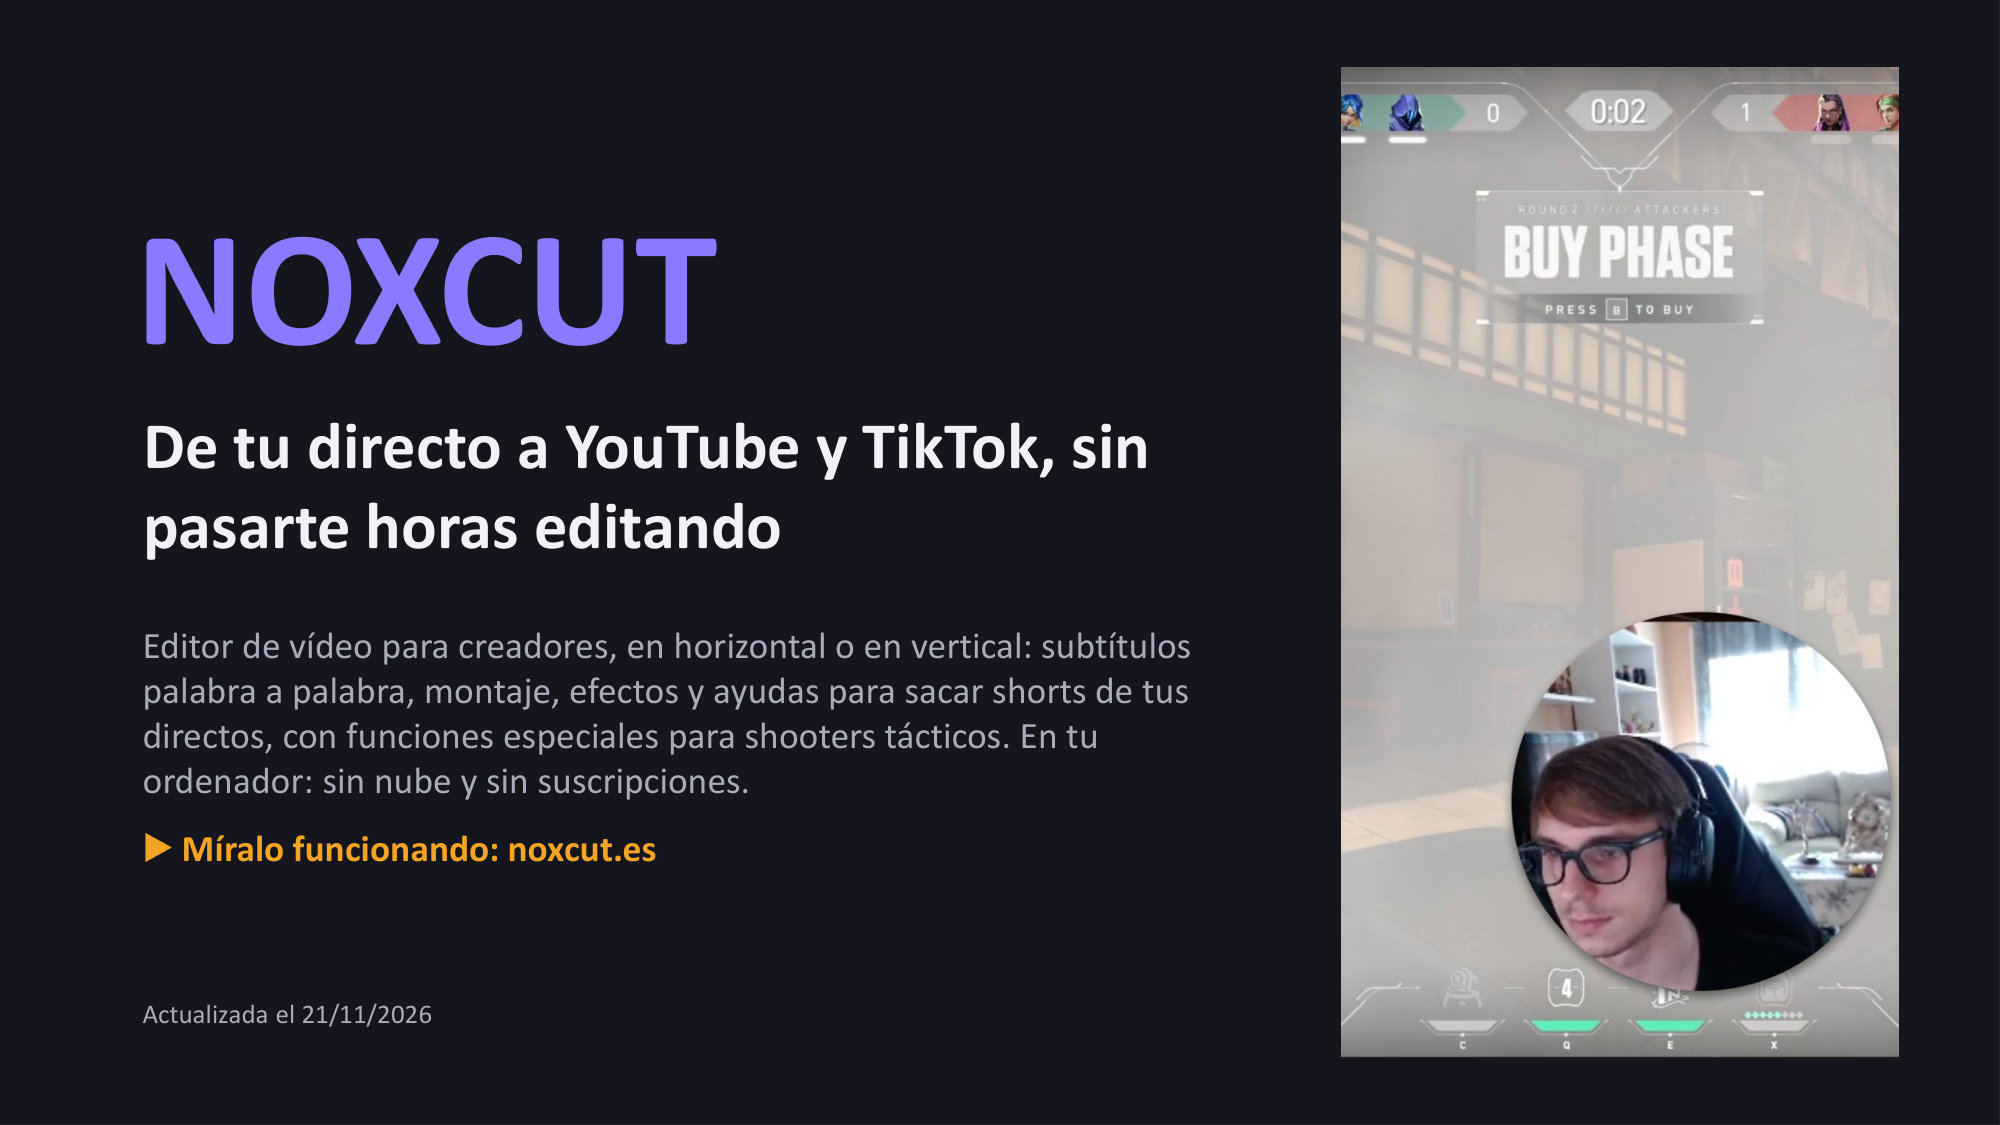 NOXCUT
De tu directo a YouTube y TikTok, sin
pasarte horas editando
Editor de vídeo para creadores, en horizontal o en vertical: subtítulos
palabra a palabra, montaje, efectos y ayudas para sacar shorts de tus
directos, con funciones especiales para shooters tácticos. En tu
ordenador: sin nube y sin suscripciones.
▶ Míralo funcionando: noxcut.es
Actualizada el 21/11/2026
0 0:02 1
ROUND 2 ////// ATTACKERS
BUY PHASE
PRESS B TO BUY
4
C Q E X